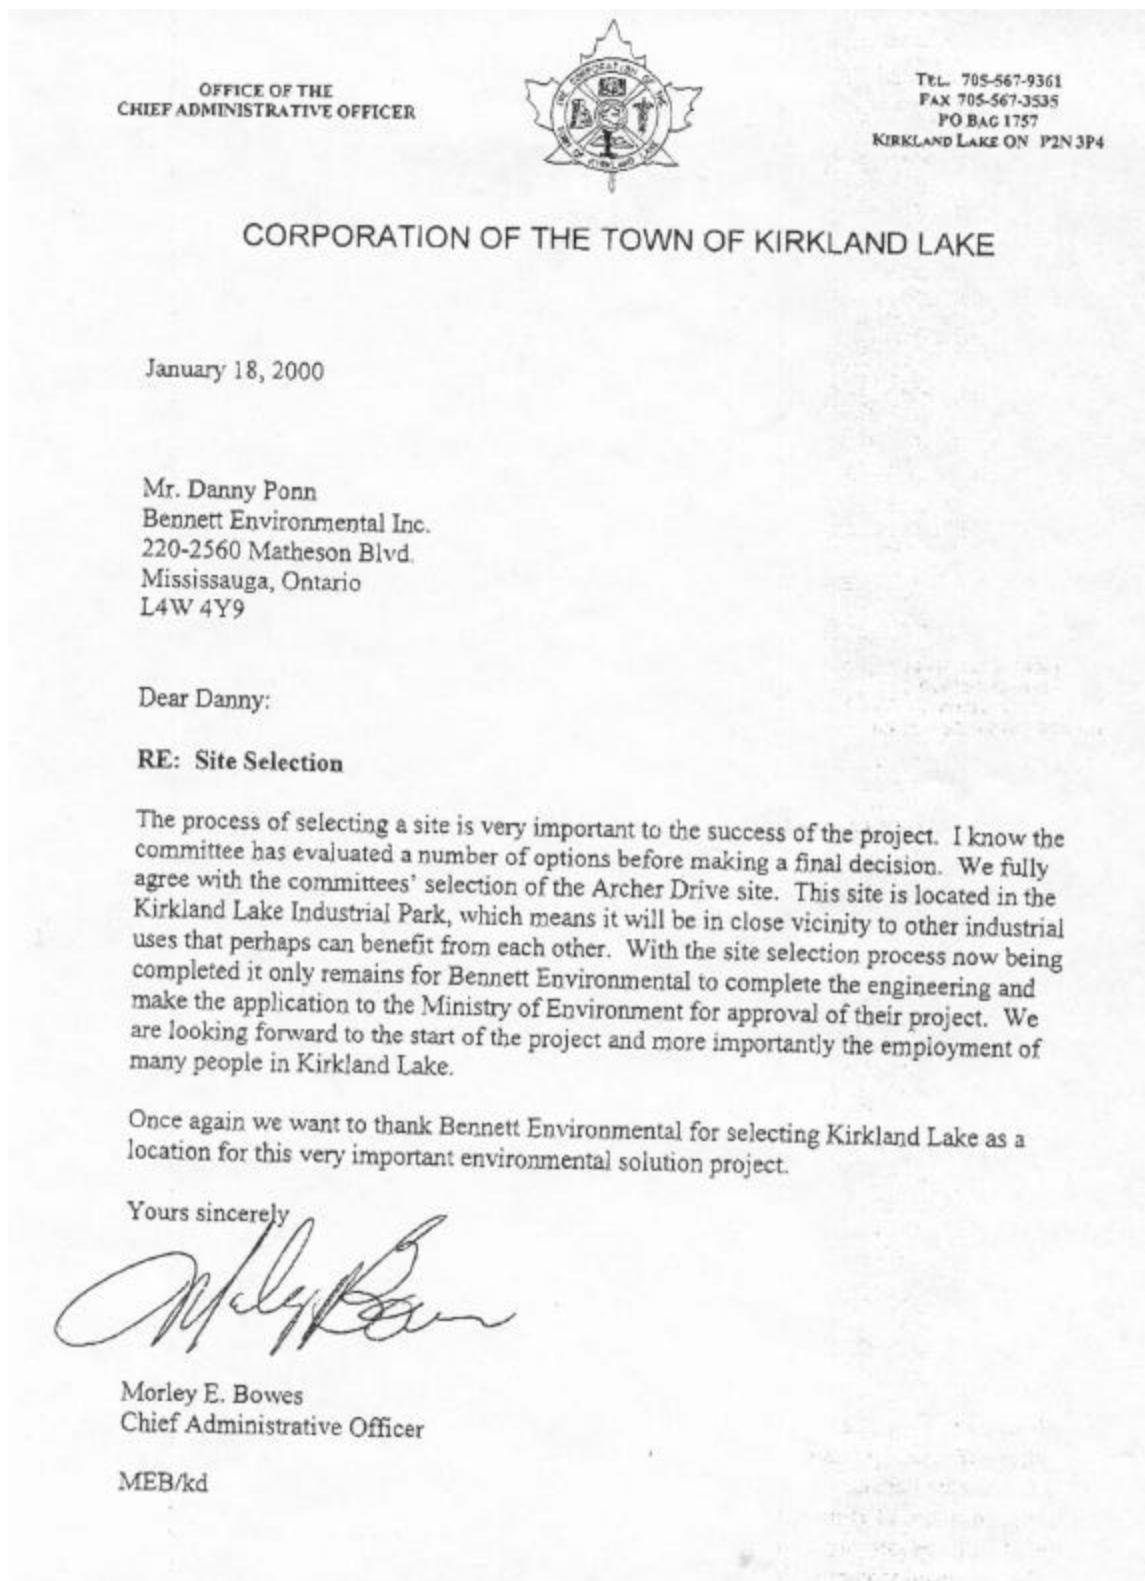 OFFICE OF THE
CHIEF ADMINISTRATIVE OFFICER
THE CORPORATION OF THE
TOWN OF KIRKLAND LAKE
TEL. 705-567-9361
FAX 705-567-3535
PO BAG 1757
KIRKLAND LAKE ON P2N 3P4
CORPORATION OF THE TOWN OF KIRKLAND LAKE
January 18, 2000
Mr. Danny Ponn
Bennett Environmental Inc.
220-2560 Matheson Blvd.
Mississauga, Ontario
L4W 4Y9
Dear Danny:
RE: Site Selection
The process of selecting a site is very important to the success of the project. I know the
committee has evaluated a number of options before making a final decision. We fully
agree with the committees' selection of the Archer Drive site. This site is located in the
Kirkland Lake Industrial Park, which means it will be in close vicinity to other industrial
uses that perhaps can benefit from each other. With the site selection process now being
completed it only remains for Bennett Environmental to complete the engineering and
make the application to the Ministry of Environment for approval of their project. We
are looking forward to the start of the project and more importantly the employment of
many people in Kirkland Lake.
Once again we want to thank Bennett Environmental for selecting Kirkland Lake as a
location for this very important environmental solution project.
Yours sincerely
Morley Bowes
Morley E. Bowes
Chief Administrative Officer
MEB/kd